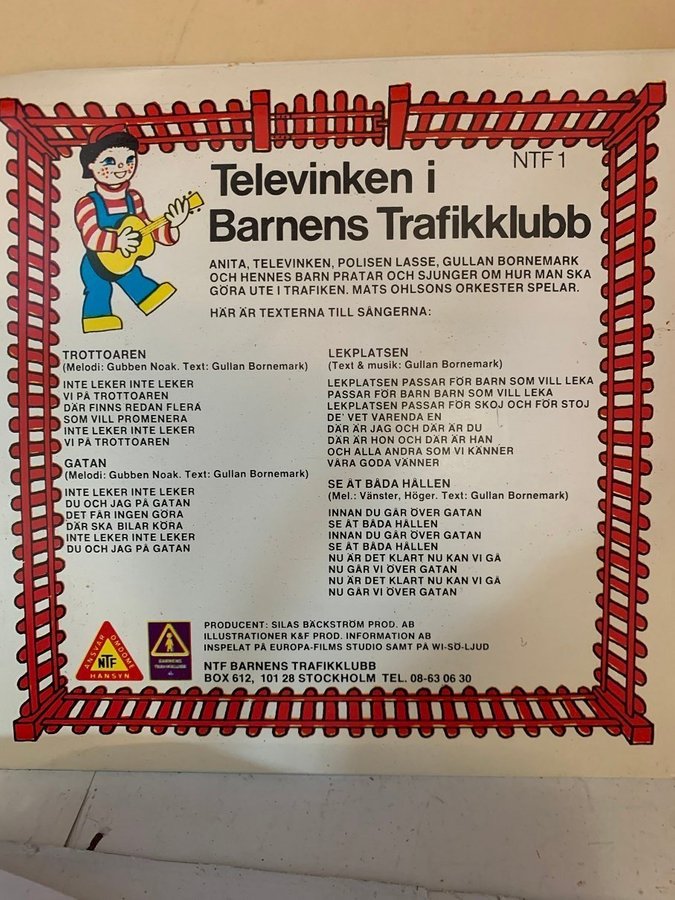 NTF 1
Televinken i
Barnens Trafikklubb
ANITA, TELEVINKEN, POLISEN LASSE, GULLAN BORNEMARK
OCH HENNES BARN PRATAR OCH SJUNGER OM HUR MAN SKA
GÖRA UTE I TRAFIKEN. MATS OHLSONS ORKESTER SPELAR.
HÄR ÄR TEXTERNA TILL SÅNGERNA:
TROTTOAREN
(Melodi: Gubben Noak. Text: Gullan Bornemark)
INTE LEKER INTE LEKER
VI PÅ TROTTOAREN
DÄR FINNS REDAN FLERA
SOM VILL PROMENERA
INTE LEKER INTE LEKER
VI PÅ TROTTOAREN
GATAN
(Melodi: Gubben Noak. Text: Gullan Bornemark)
INTE LEKER INTE LEKER
DU OCH JAG PÅ GATAN
DET FÅR INGEN GÖRA
DÄR SKA BILAR KÖRA
INTE LEKER INTE LEKER
DU OCH JAG PÅ GATAN
LEKPLATSEN
(Text & musik: Gullan Bornemark)
LEKPLATSEN PASSAR FÖR BARN SOM VILL LEKA
PASSAR FÖR BARN BARN SOM VILL LEKA
LEKPLATSEN PASSAR FÖR SKOJ OCH FÖR STOJ
DE' VET VARENDA EN
DÄR ÄR JAG OCH DÄR ÄR DU
DÄR ÄR HON OCH DÄR ÄR HAN
OCH ALLA ANDRA SOM VI KÄNNER
VÅRA GODA VÄNNER
SE ÅT BÅDA HÅLLEN
(Mel.: Vänster, Höger. Text: Gullan Bornemark)
INNAN DU GÅR ÖVER GATAN
SE ÅT BÅDA HÅLLEN
INNAN DU GÅR ÖVER GATAN
SE ÅT BÅDA HÅLLEN
NU ÄR DET KLART NU KAN VI GÅ
NU GÅR VI ÖVER GATAN
NU ÄR DET KLART NU KAN VI GÅ
NU GÅR VI ÖVER GATAN
ANSVAR OMDÖME
NTF
HÄNSYN
BARNENS
TRAFIKKLUBB
PRODUCENT: SILAS BÄCKSTRÖM PROD. AB
ILLUSTRATIONER K&F PROD. INFORMATION AB
INSPELAT PÅ EUROPA-FILMS STUDIO SAMT PÅ WI-SÖ-LJUD
NTF BARNENS TRAFIKKLUBB
BOX 612, 101 28 STOCKHOLM TEL. 08-63 06 30